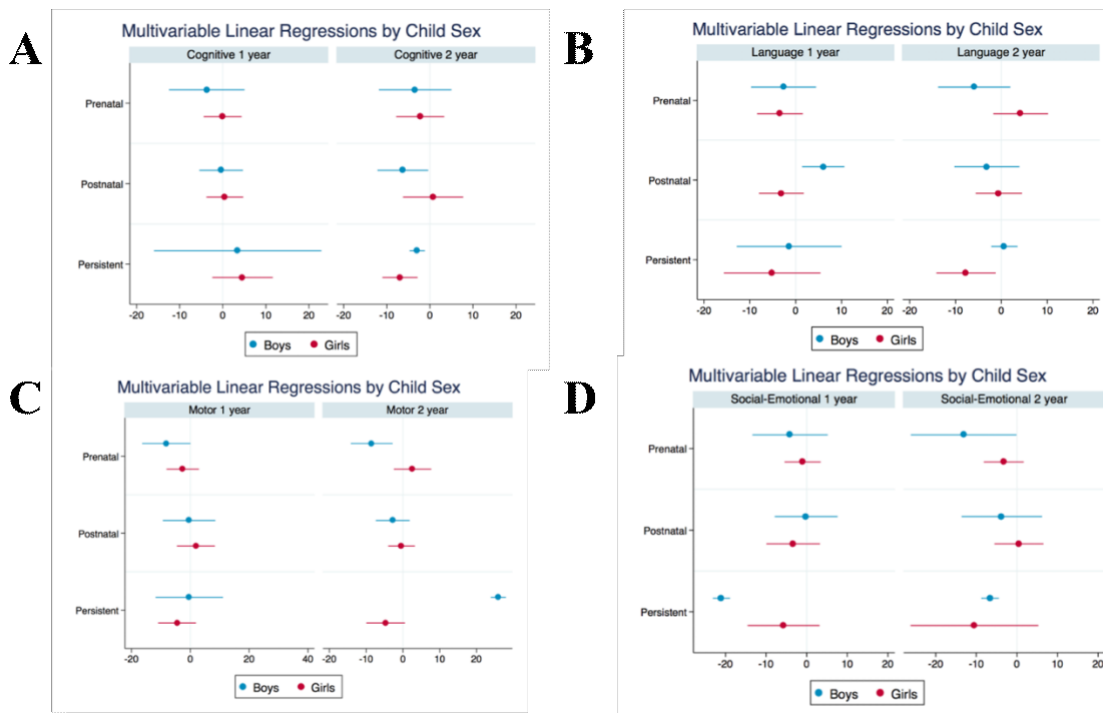 A
Multivariable Linear Regressions by Child Sex
Cognitive 1 year Cognitive 2 year
Prenatal
Postnatal
Persistent
-20 -10 0 10 20 -20 -10 0 10 20
Boys Girls
B
Multivariable Linear Regressions by Child Sex
Language 1 year Language 2 year
Prenatal
Postnatal
Persistent
-20 -10 0 10 20 -20 -10 0 10 20
Boys Girls
C
Multivariable Linear Regressions by Child Sex
Motor 1 year Motor 2 year
Prenatal
Postnatal
Persistent
-20 0 20 40 -20 -10 0 10 20
Boys Girls
D
Multivariable Linear Regressions by Child Sex
Social-Emotional 1 year Social-Emotional 2 year
Prenatal
Postnatal
Persistent
-20 -10 0 10 20 -20 -10 0 10 20
Boys Girls